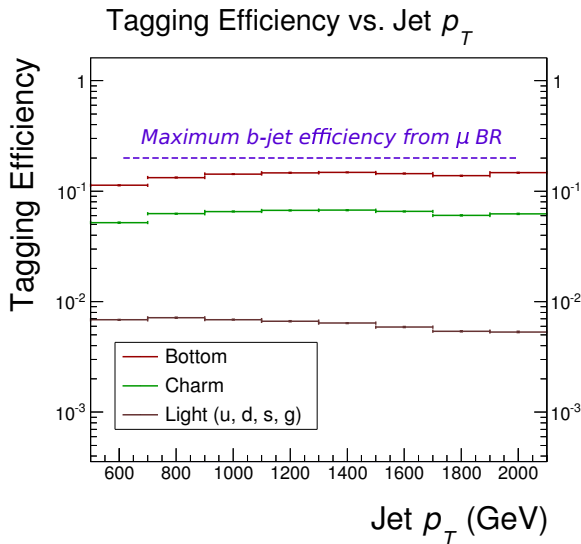 Tagging Efficiency vs. Jet p_T
Tagging Efficiency
1
1
Maximum b-jet efficiency from μ BR
10⁻¹
10⁻¹
10⁻²
10⁻²
Bottom
Charm
Light (u, d, s, g)
10⁻³
10⁻³
600 800 1000 1200 1400 1600 1800 2000
Jet p_T (GeV)